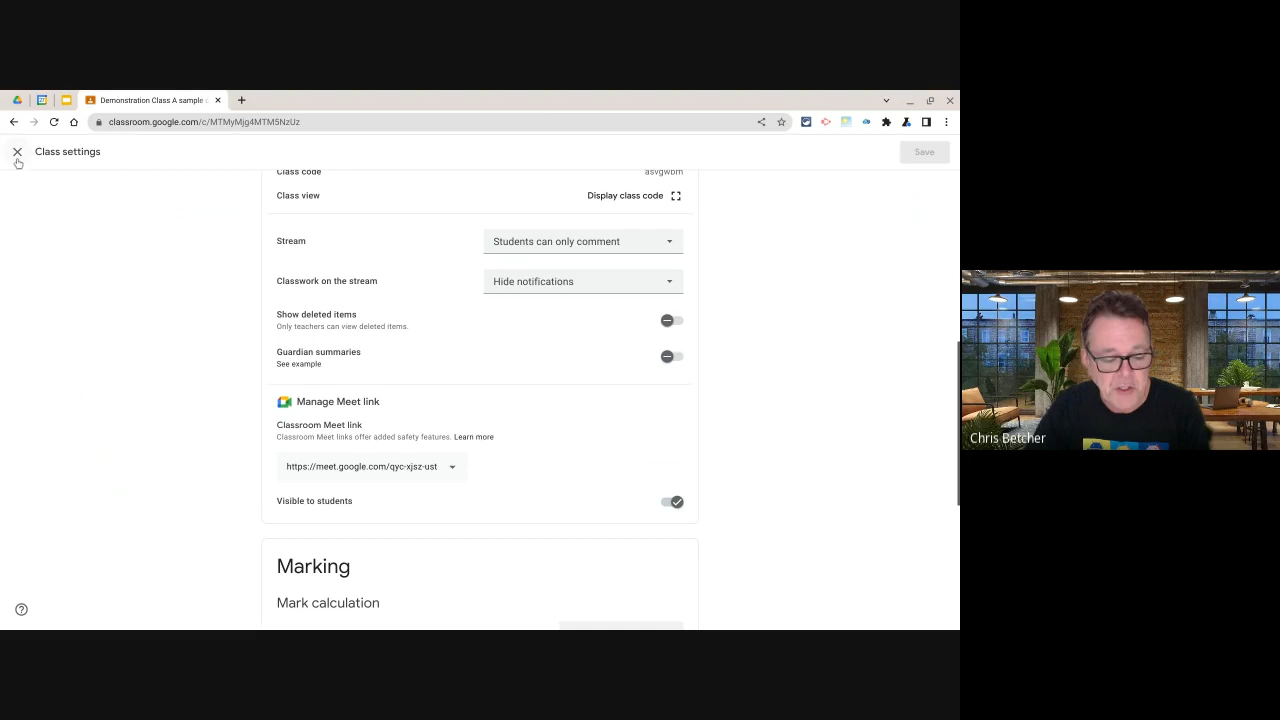 Demonstration Class A sample
classroom.google.com/c/MTMyMjg4MTM5NzUz
Class settings
Save
Class code
asvgwbm
Class view
Display class code
Stream
Students can only comment
Classwork on the stream
Hide notifications
Show deleted items
Only teachers can view deleted items.
Guardian summaries
See example
Manage Meet link
Classroom Meet link
Classroom Meet links offer added safety features. Learn more
https://meet.google.com/qyc-xjsz-ust
Visible to students
Chris Betcher
Marking
Mark calculation